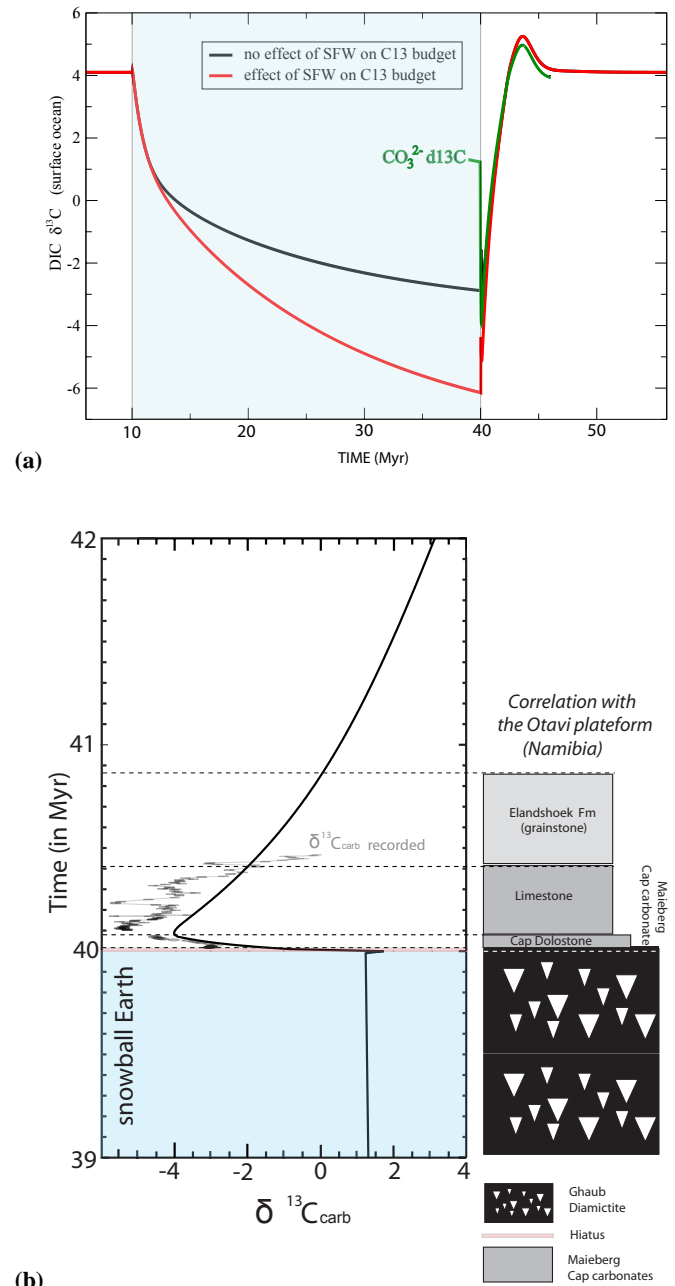 no effect of SFW on C13 budget
effect of SFW on C13 budget
CO₃²⁻ d13C
DIC δ¹³C (surface ocean)
4
2
0
-2
-4
-6
10
20
30
40
50
TIME (Myr)
(a)
42
41
40
39
Time (in Myr)
δ¹³Ccarb recorded
snowball Earth
-4
-2
0
2
4
δ ¹³Ccarb
Correlation with
the Otavi plateform
(Namibia)
Elandshoek Fm
(grainstone)
Limestone
Cap Dolostone
Maieberg
Cap carbonates
Ghaub
Diamictite
Hiatus
Maieberg
Cap carbonates
(b)